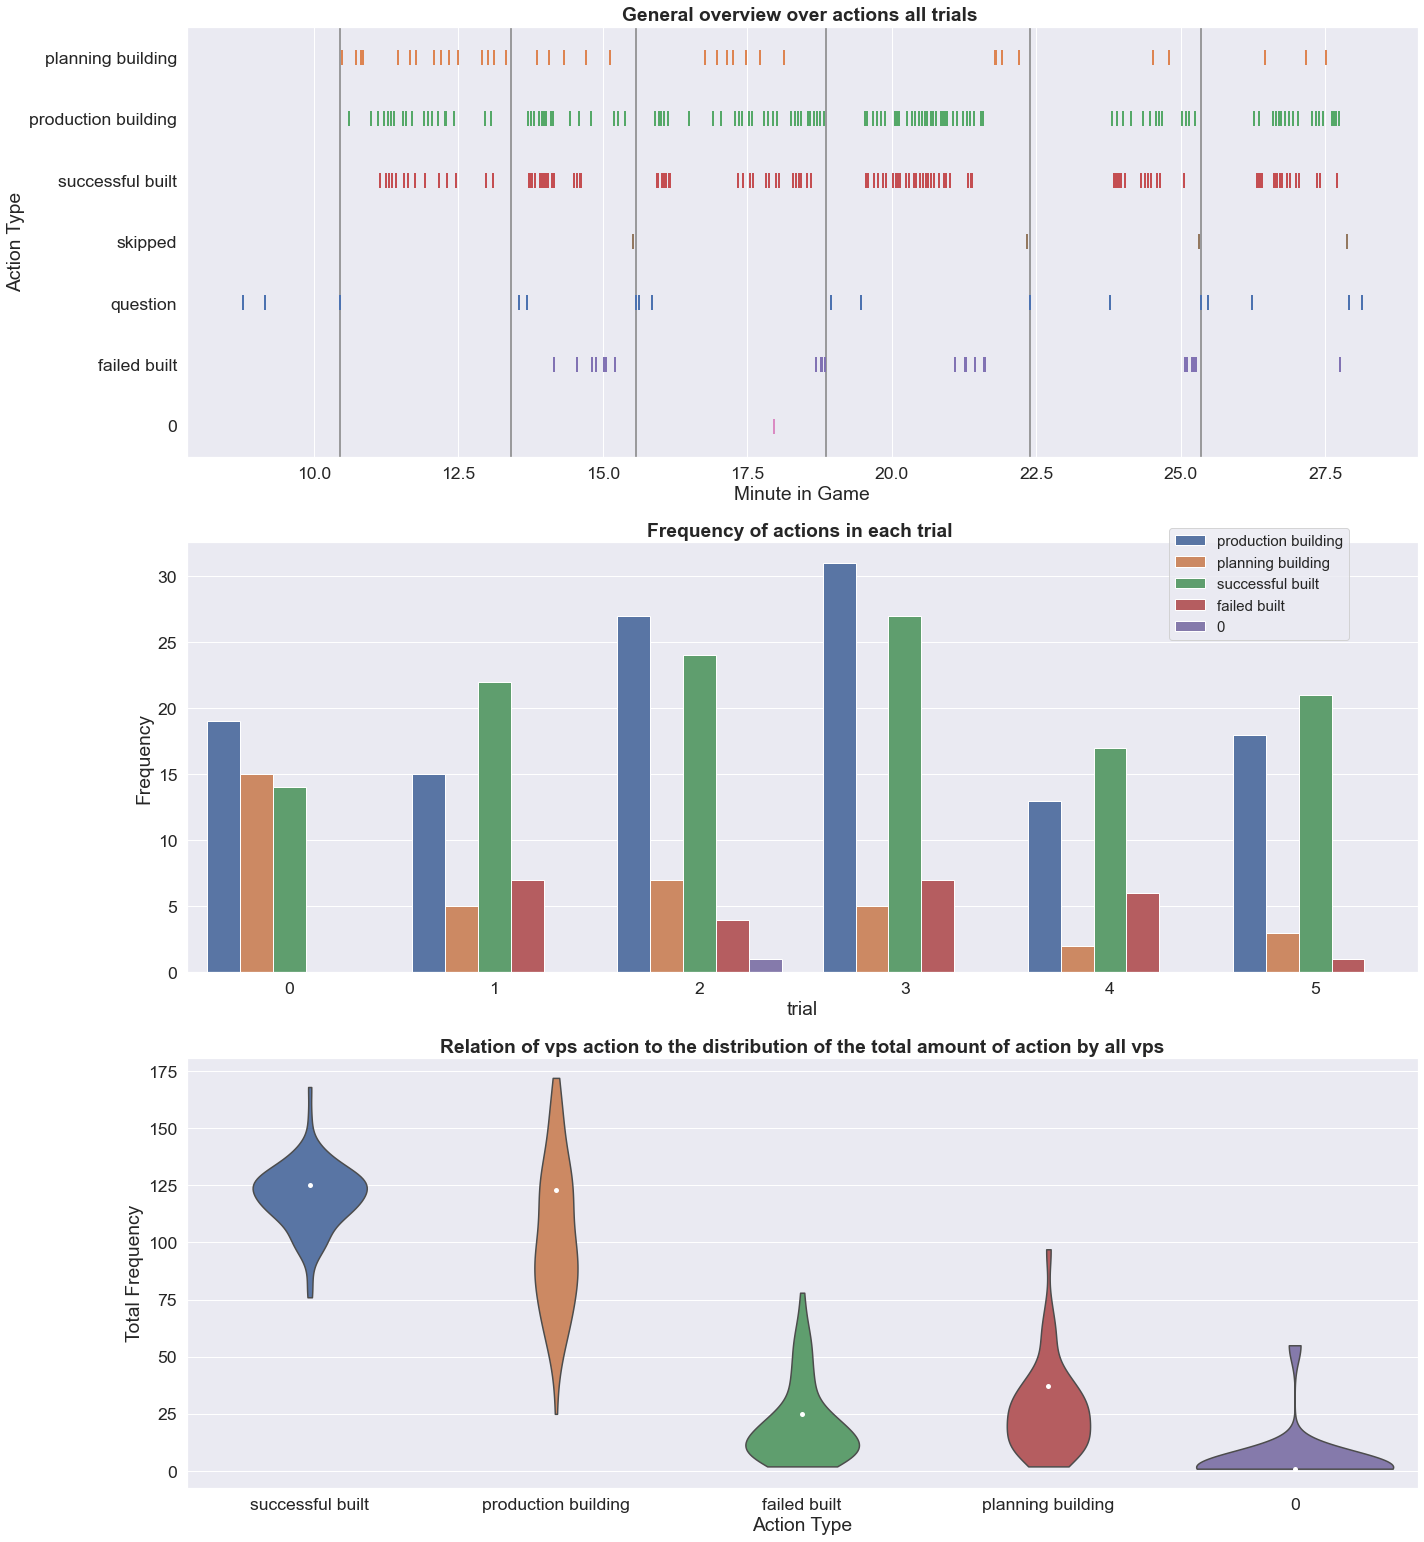 General overview over actions all trials
Action Type
planning building
production building
successful built
skipped
question
failed built
0
10.0 12.5 15.0 17.5 20.0 22.5 25.0 27.5
Minute in Game
Frequency of actions in each trial
production building
planning building
successful built
failed built
0
Frequency
30
25
20
15
10
5
0
0 1 2 3 4 5
trial
Relation of vps action to the distribution of the total amount of action by all vps
Total Frequency
175
150
125
100
75
50
25
0
successful built production building failed built planning building 0
Action Type